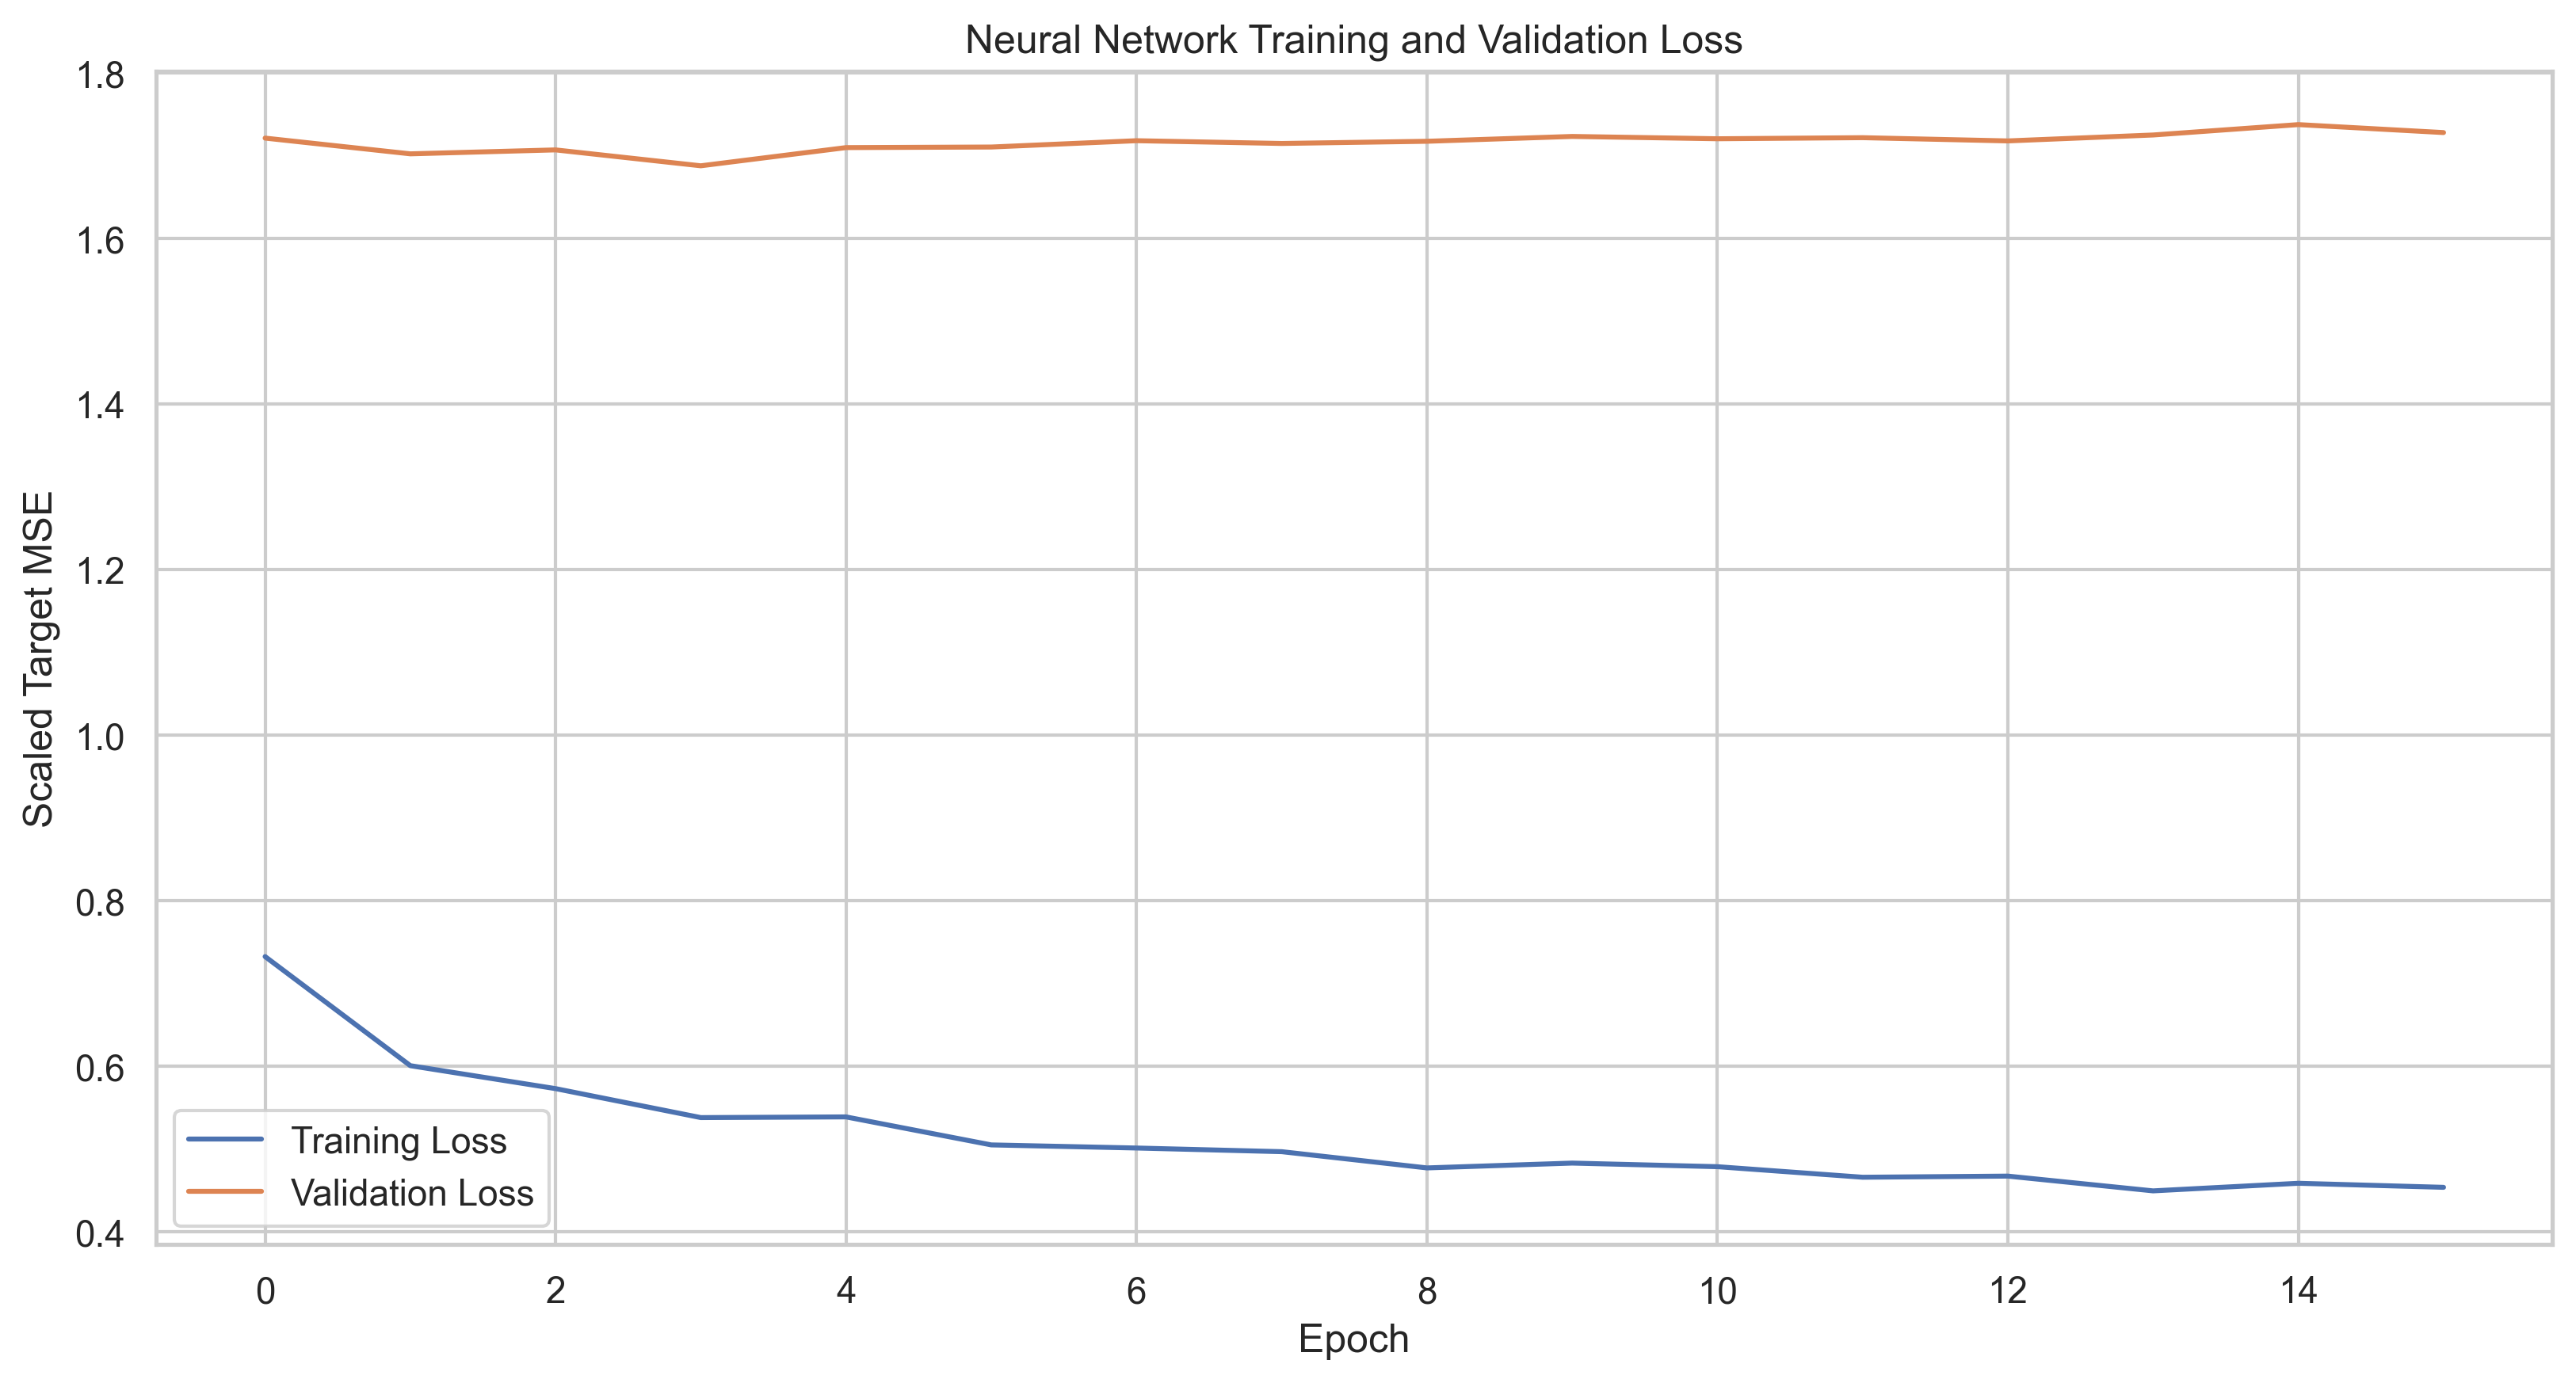 Neural Network Training and Validation Loss
1.8
1.6
1.4
1.2
1.0
0.8
0.6
0.4
Scaled Target MSE
Training Loss
Validation Loss
0 2 4 6 8 10 12 14
Epoch